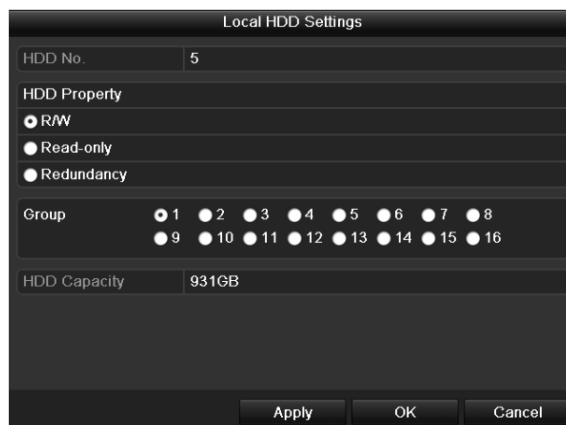 Local HDD Settings
HDD No. 5
HDD Property
R/W
Read-only
Redundancy
Group 1 2 3 4 5 6 7 8
9 10 11 12 13 14 15 16
HDD Capacity 931GB
Apply OK Cancel